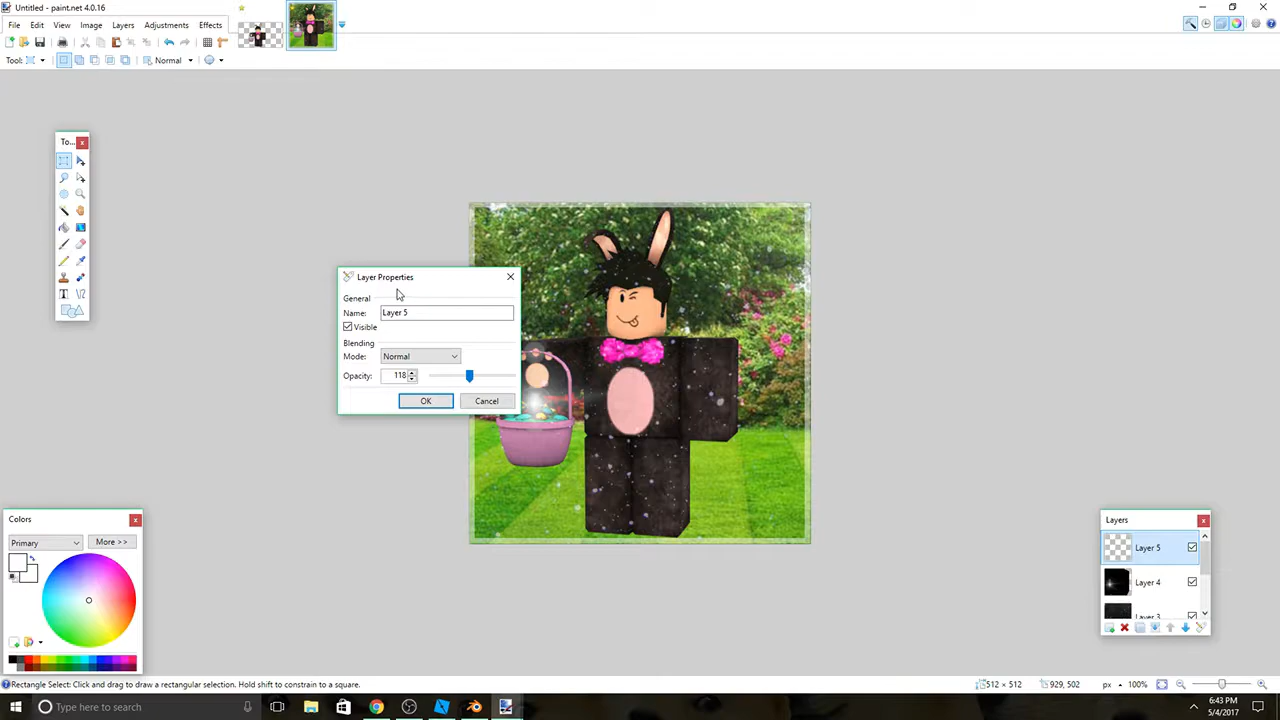 Untitled - paint.net 4.0.16
File Edit View Image Layers Adjustments Effects
Tool: Normal
To...
Layer Properties
General
Name: Layer 5
Visible
Blending
Mode: Normal
Opacity: 118
OK Cancel
Colors
Primary More >>
Layers
Layer 5
Layer 4
Layer 3
Rectangle Select: Click and drag to draw a rectangular selection. Hold shift to constrain to a square.
512 × 512 929, 502 px 100%
Type here to search
6:43 PM
5/4/2017